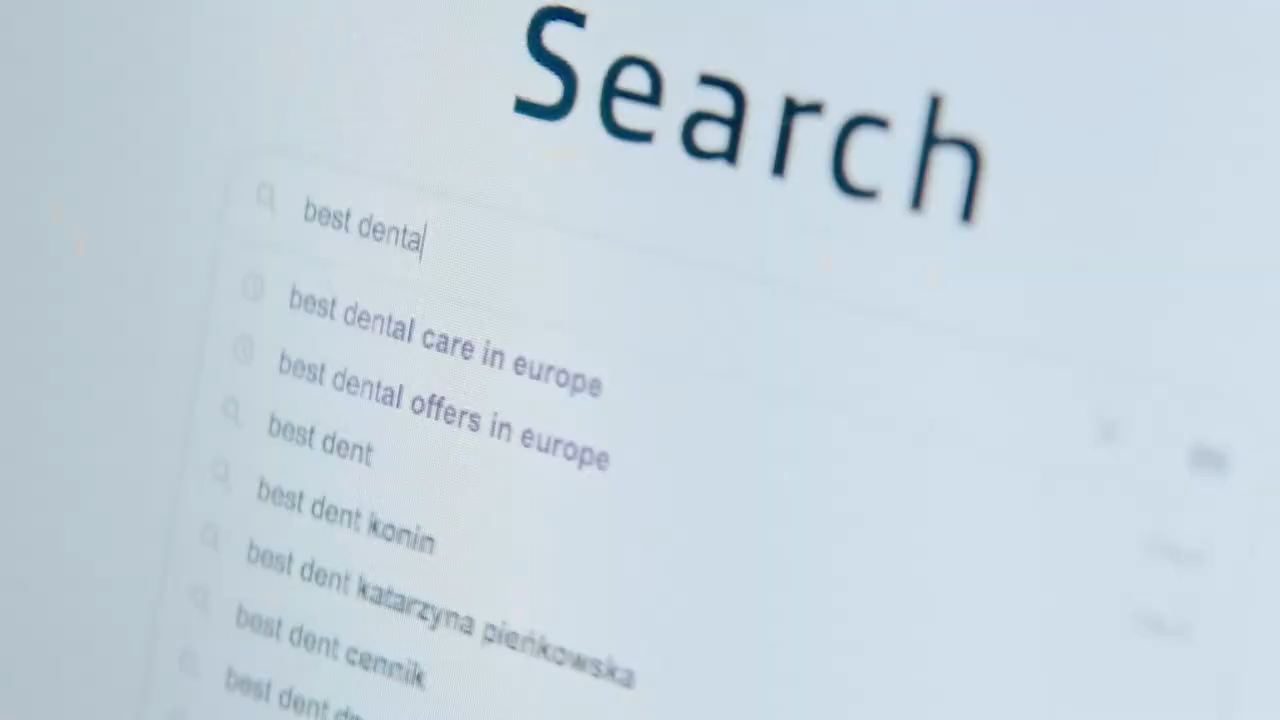 Search
best denta
best dental care in europe
best dental offers in europe
best dent
best dent konin
best dent katarzyna pieńkowska
best dent cennik
best dent